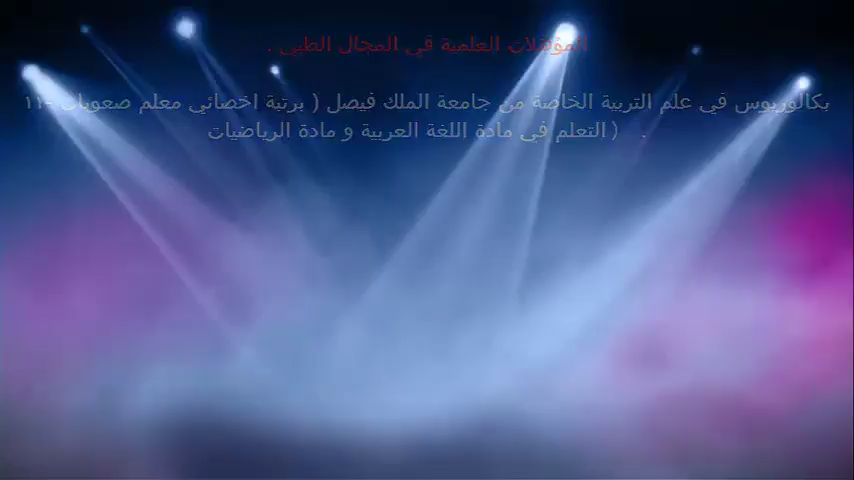 المؤهلات العلمية في المجال الطبي .
١١- بكالوريوس في علم التربية الخاصة من جامعة الملك فيصل ( برتبة اخصائي معلم صعوبات
التعلم في مادة اللغة العربية و مادة الرياضيات ) .